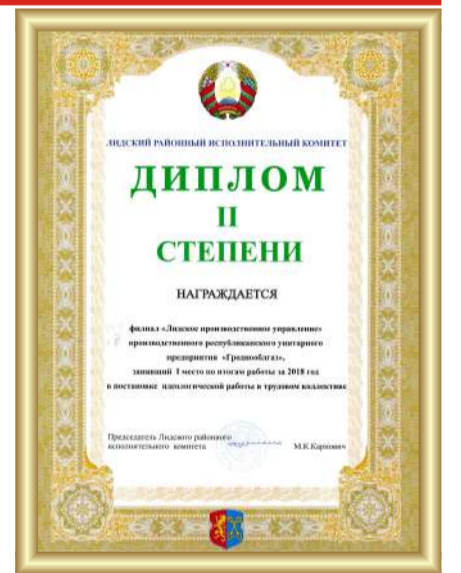 ЛИДСКИЙ РАЙОННЫЙ ИСПОЛНИТЕЛЬНЫЙ КОМИТЕТ
ДИПЛОМ
II
СТЕПЕНИ
НАГРАЖДАЕТСЯ
филиал «Лидское производственное управление»
производственного республиканского унитарного
предприятия «Гроднооблгаз»,
занявший I место по итогам работы за 2018 год
в постановке идеологической работы в трудовом коллективе
Председатель Лидского районного
исполнительного комитета М.К.Карпович